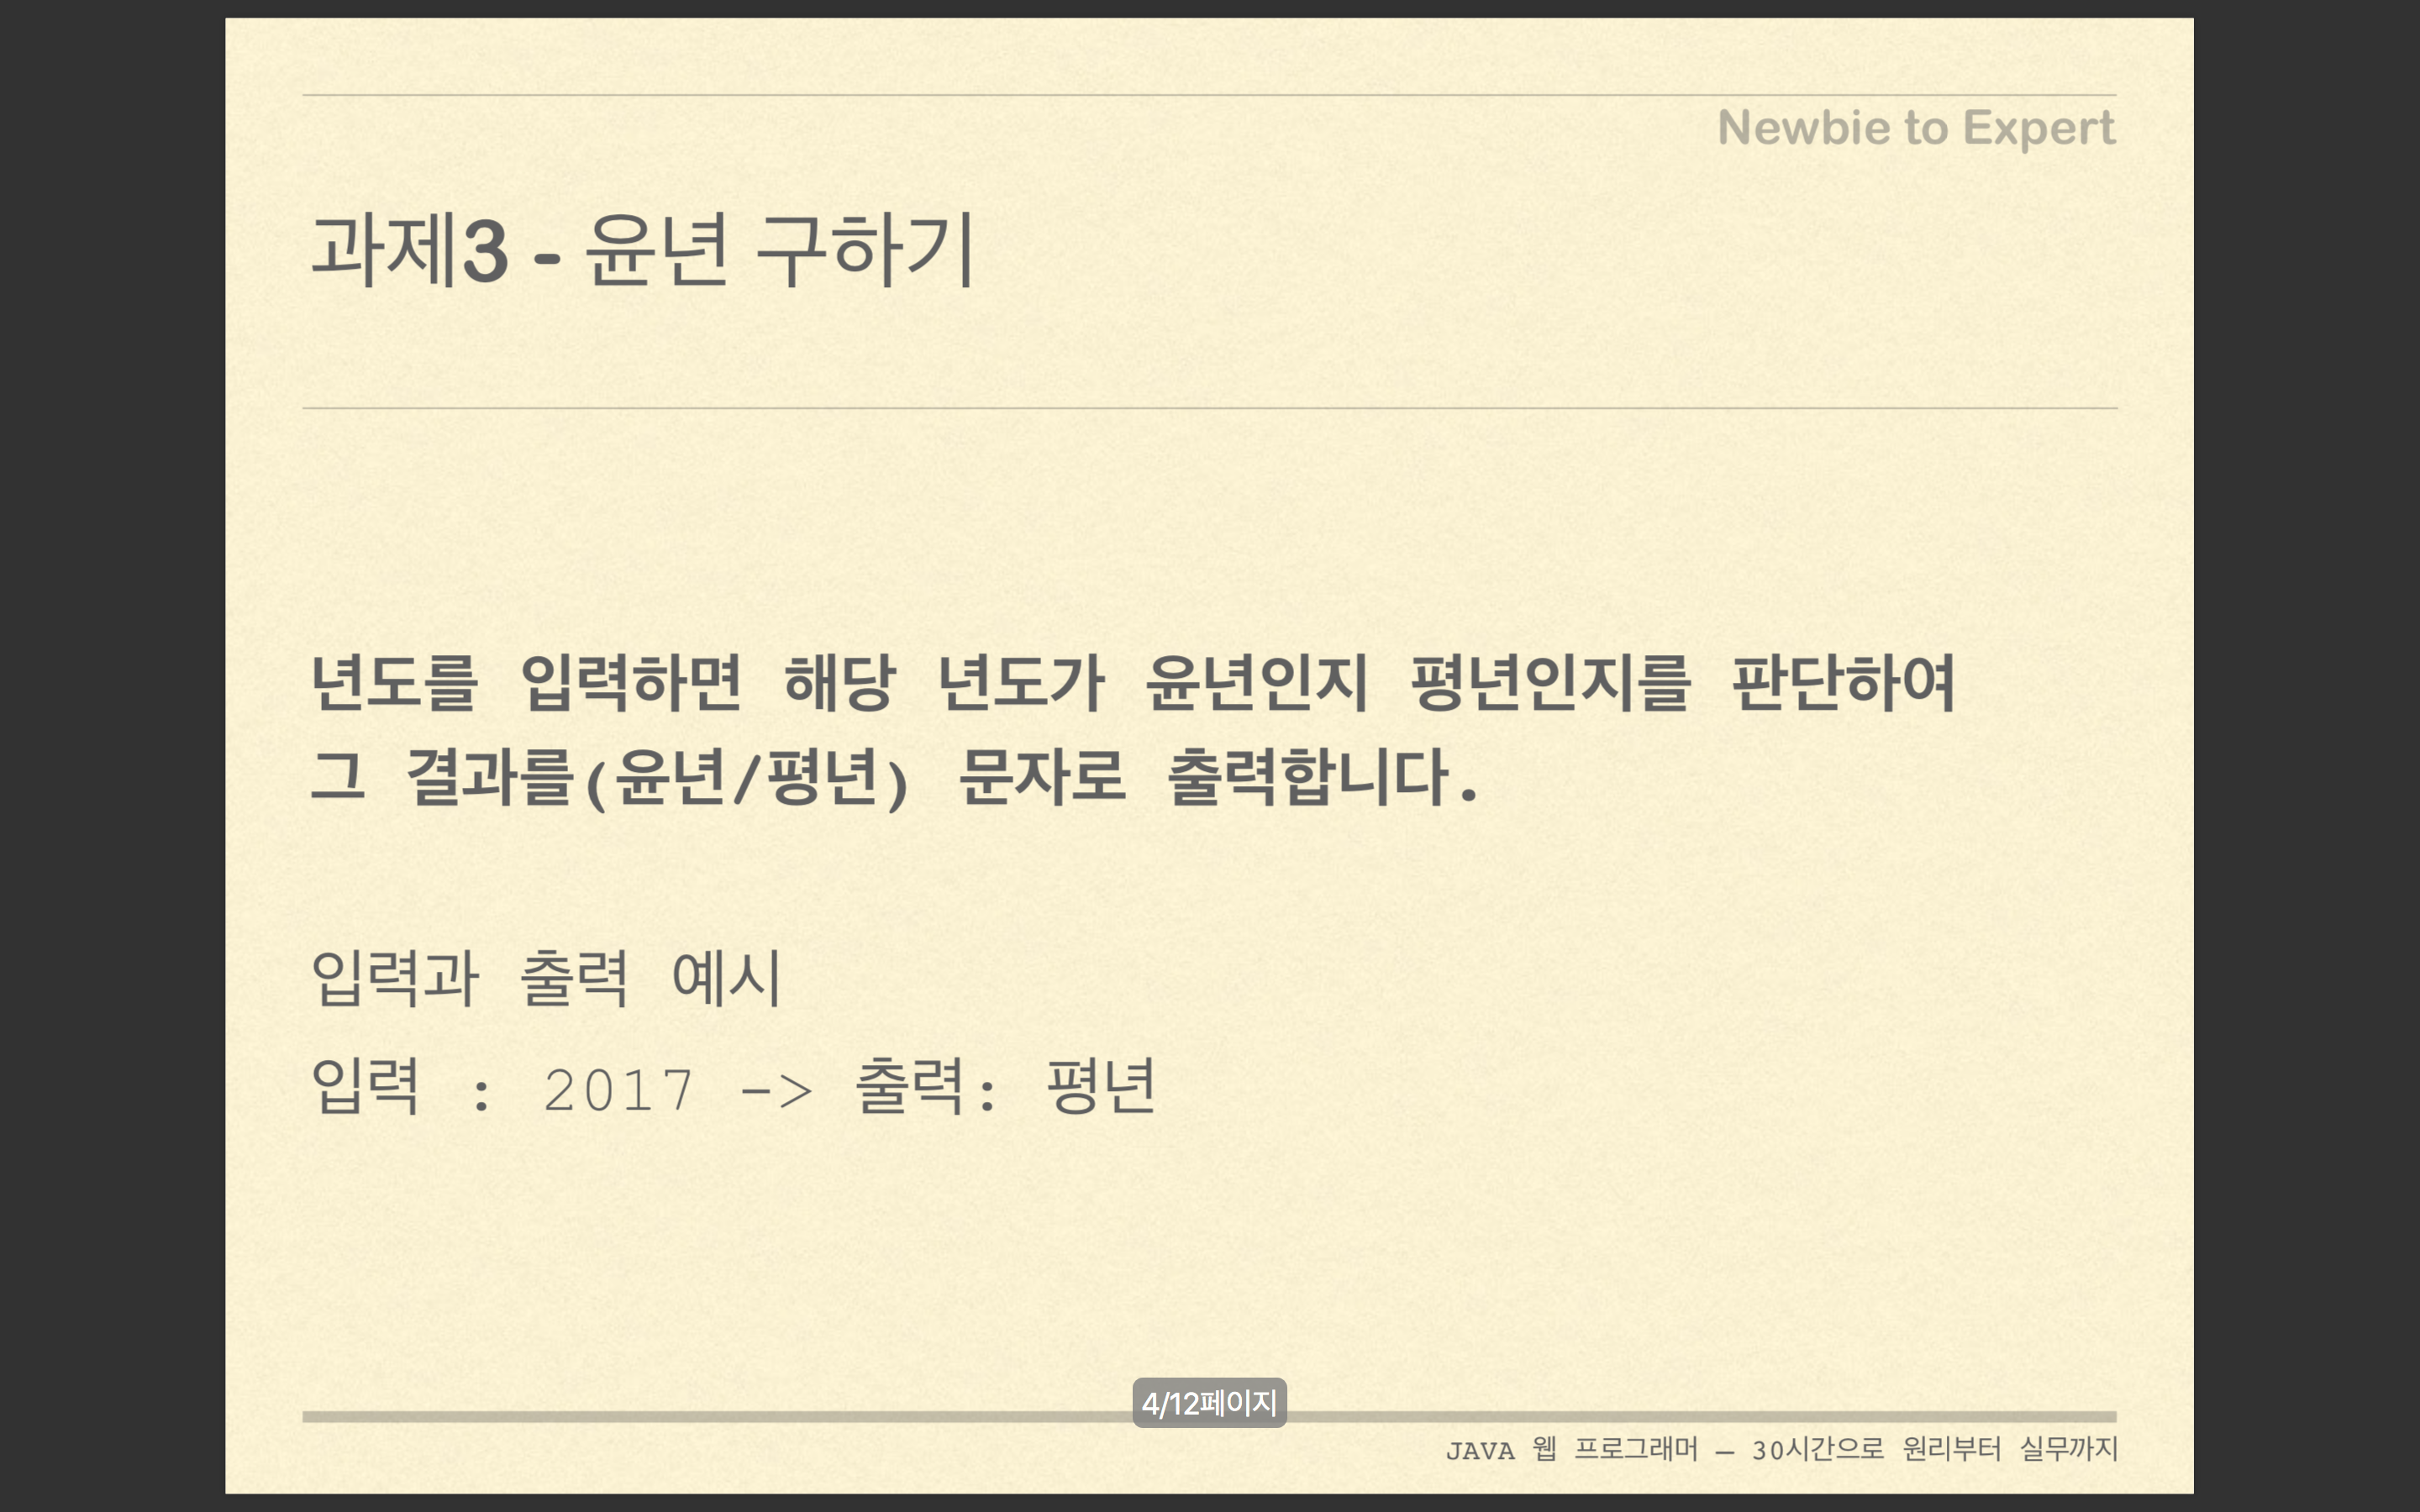 Newbie to Expert
과제3 - 윤년 구하기
년도를 입력하면 해당 년도가 윤년인지 평년인지를 판단하여
그 결과를(윤년/평년) 문자로 출력합니다.
입력과 출력 예시
입력 : 2017 -> 출력: 평년
4/12페이지
JAVA 웹 프로그래머 – 30시간으로 원리부터 실무까지